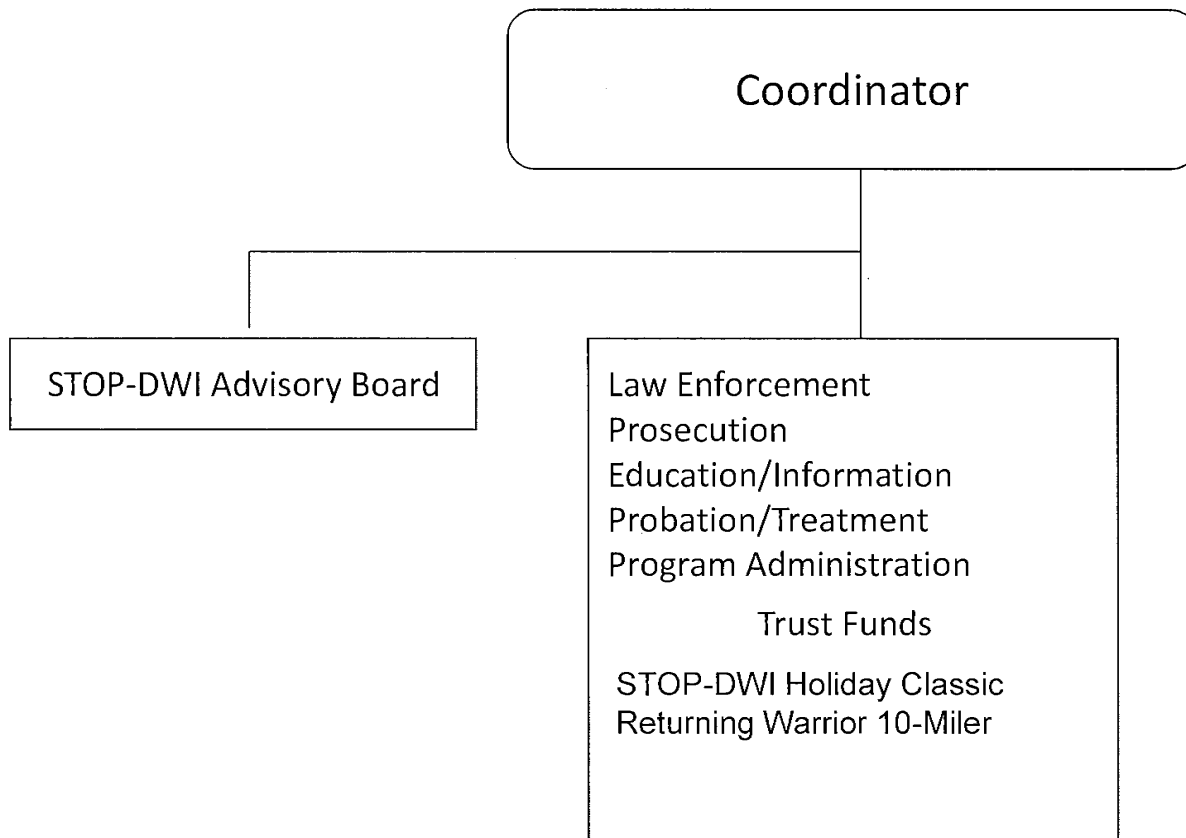 Coordinator
STOP-DWI Advisory Board
Law Enforcement
Prosecution
Education/Information
Probation/Treatment
Program Administration
Trust Funds
STOP-DWI Holiday Classic
Returning Warrior 10-Miler